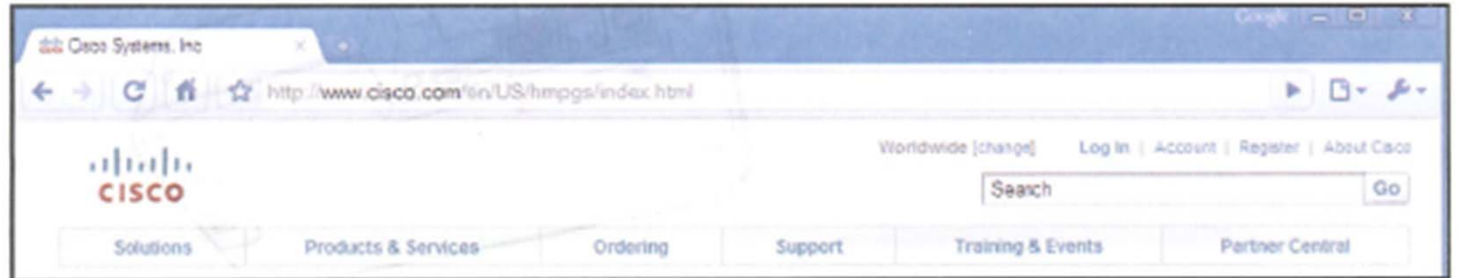 Google
Cisco Systems, Inc
http://www.cisco.com/en/US/hmpgs/index.html
Worldwide [change] Log In | Account | Register | About Cisco
CISCO
Search Go
Solutions Products & Services Ordering Support Training & Events Partner Central